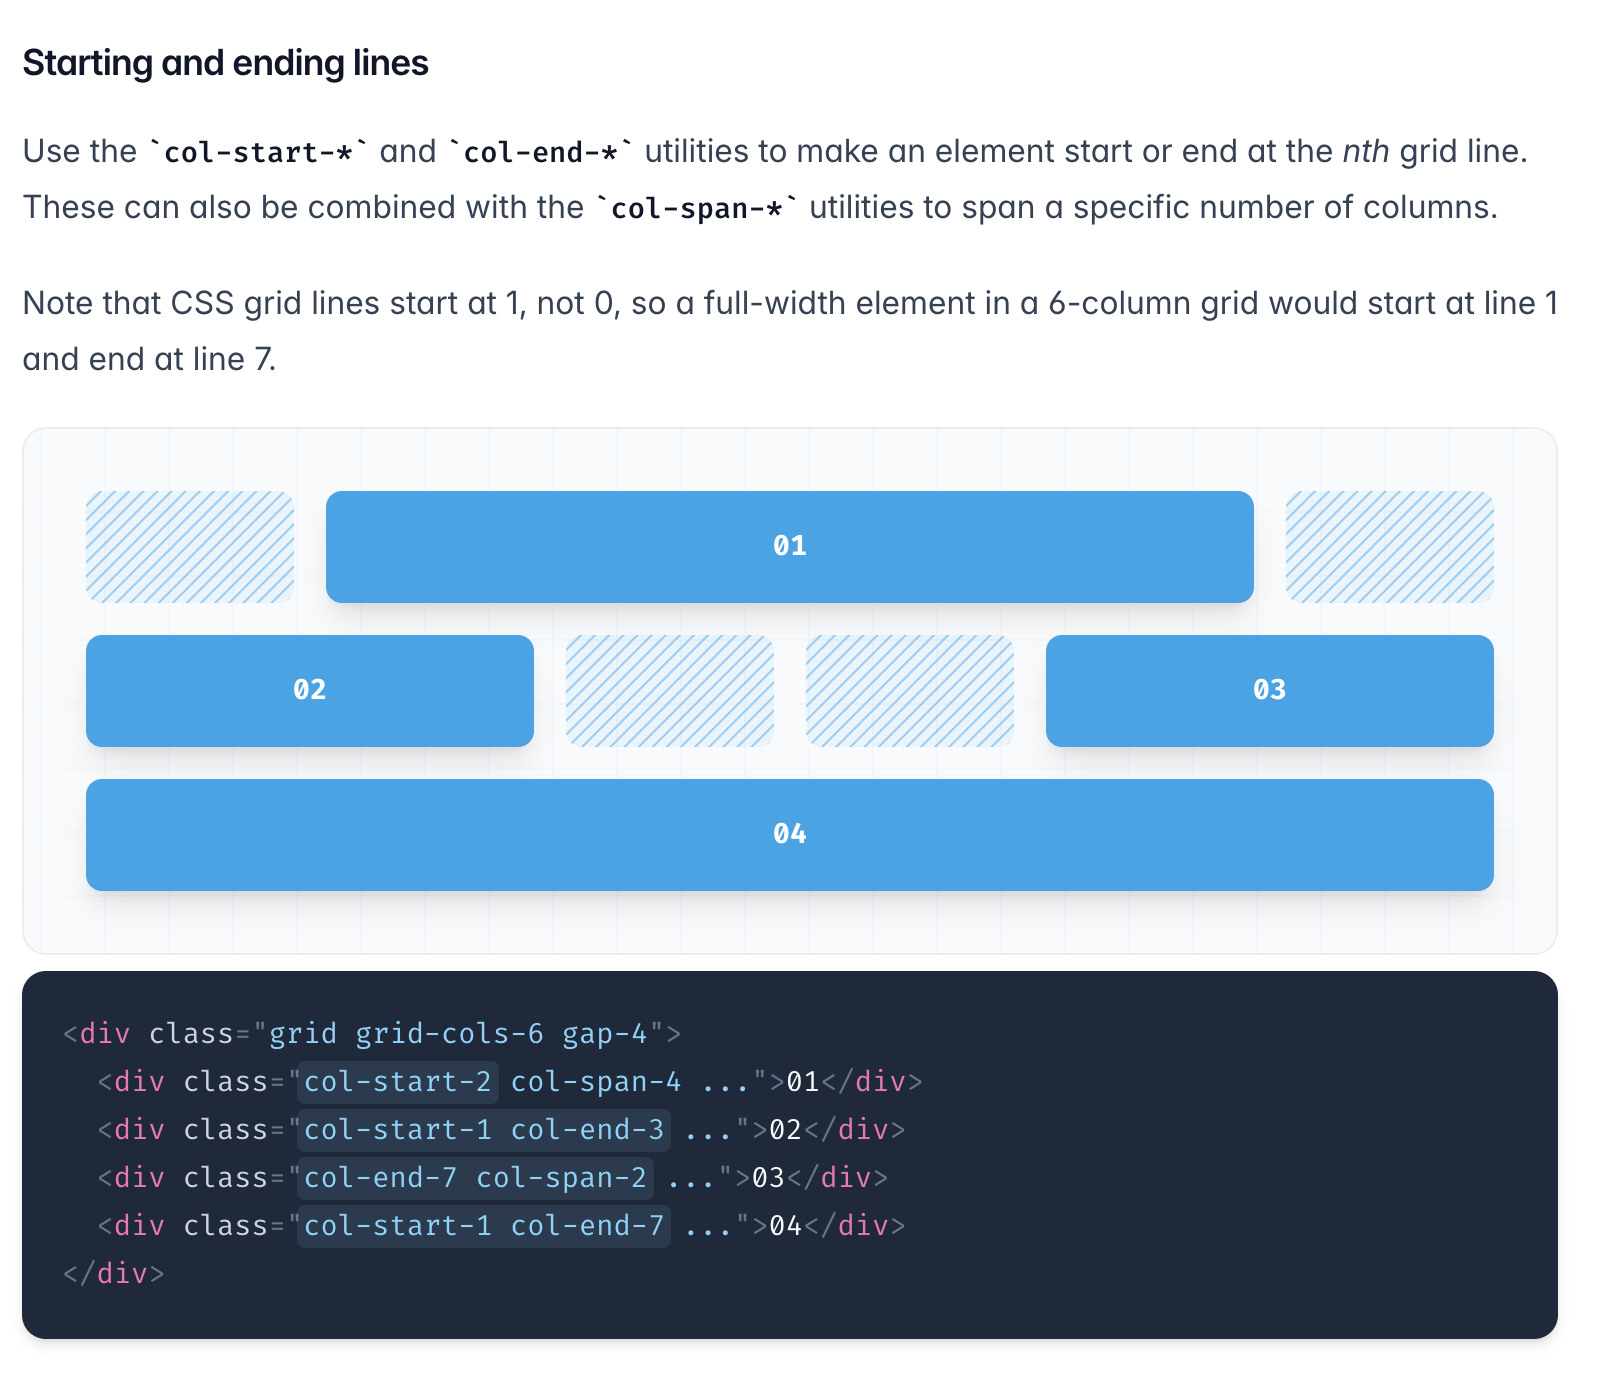 Starting and ending lines
Use the `col-start-*` and `col-end-*` utilities to make an element start or end at the nth grid line.
These can also be combined with the `col-span-*` utilities to span a specific number of columns.
Note that CSS grid lines start at 1, not 0, so a full-width element in a 6-column grid would start at line 1
and end at line 7.
01
02 03
04
<div class="grid grid-cols-6 gap-4">
  <div class="col-start-2 col-span-4 ...">01</div>
  <div class="col-start-1 col-end-3 ...">02</div>
  <div class="col-end-7 col-span-2 ...">03</div>
  <div class="col-start-1 col-end-7 ...">04</div>
</div>